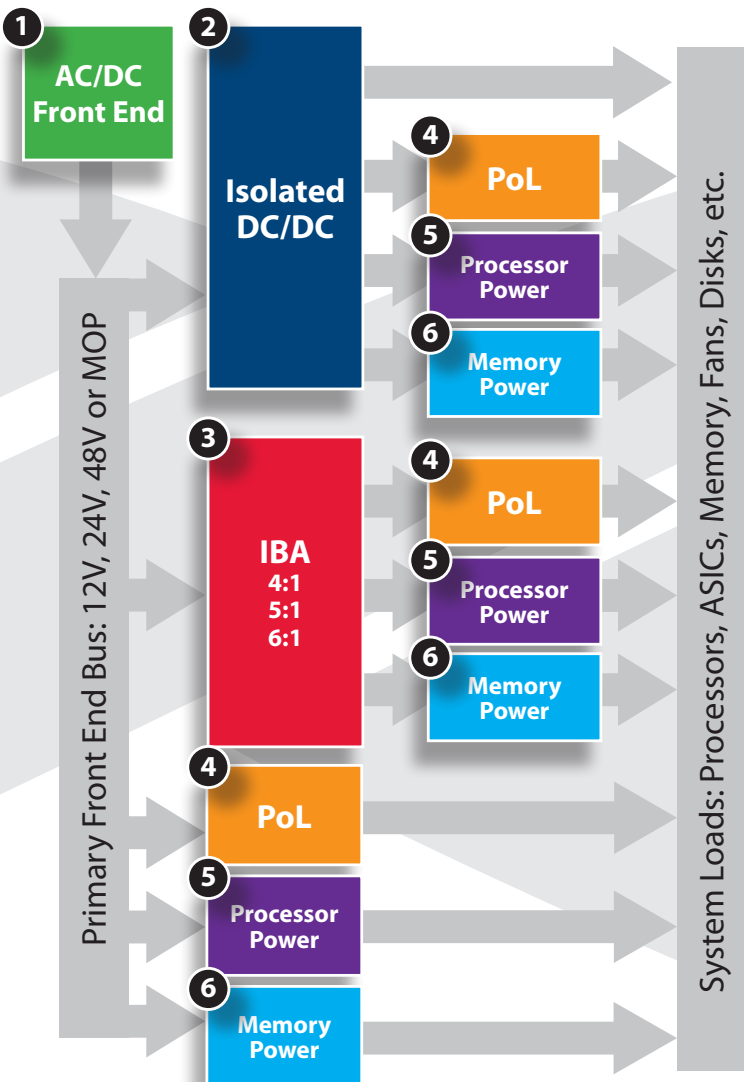 1
AC/DC
Front End
2
Isolated
DC/DC
4
PoL
5
Processor
Power
6
Memory
Power
3
IBA
4:1
5:1
6:1
4
PoL
5
Processor
Power
6
Memory
Power
4
PoL
5
Processor
Power
6
Memory
Power
Primary Front End Bus: 12V, 24V, 48V or MOP
System Loads: Processors, ASICs, Memory, Fans, Disks, etc.